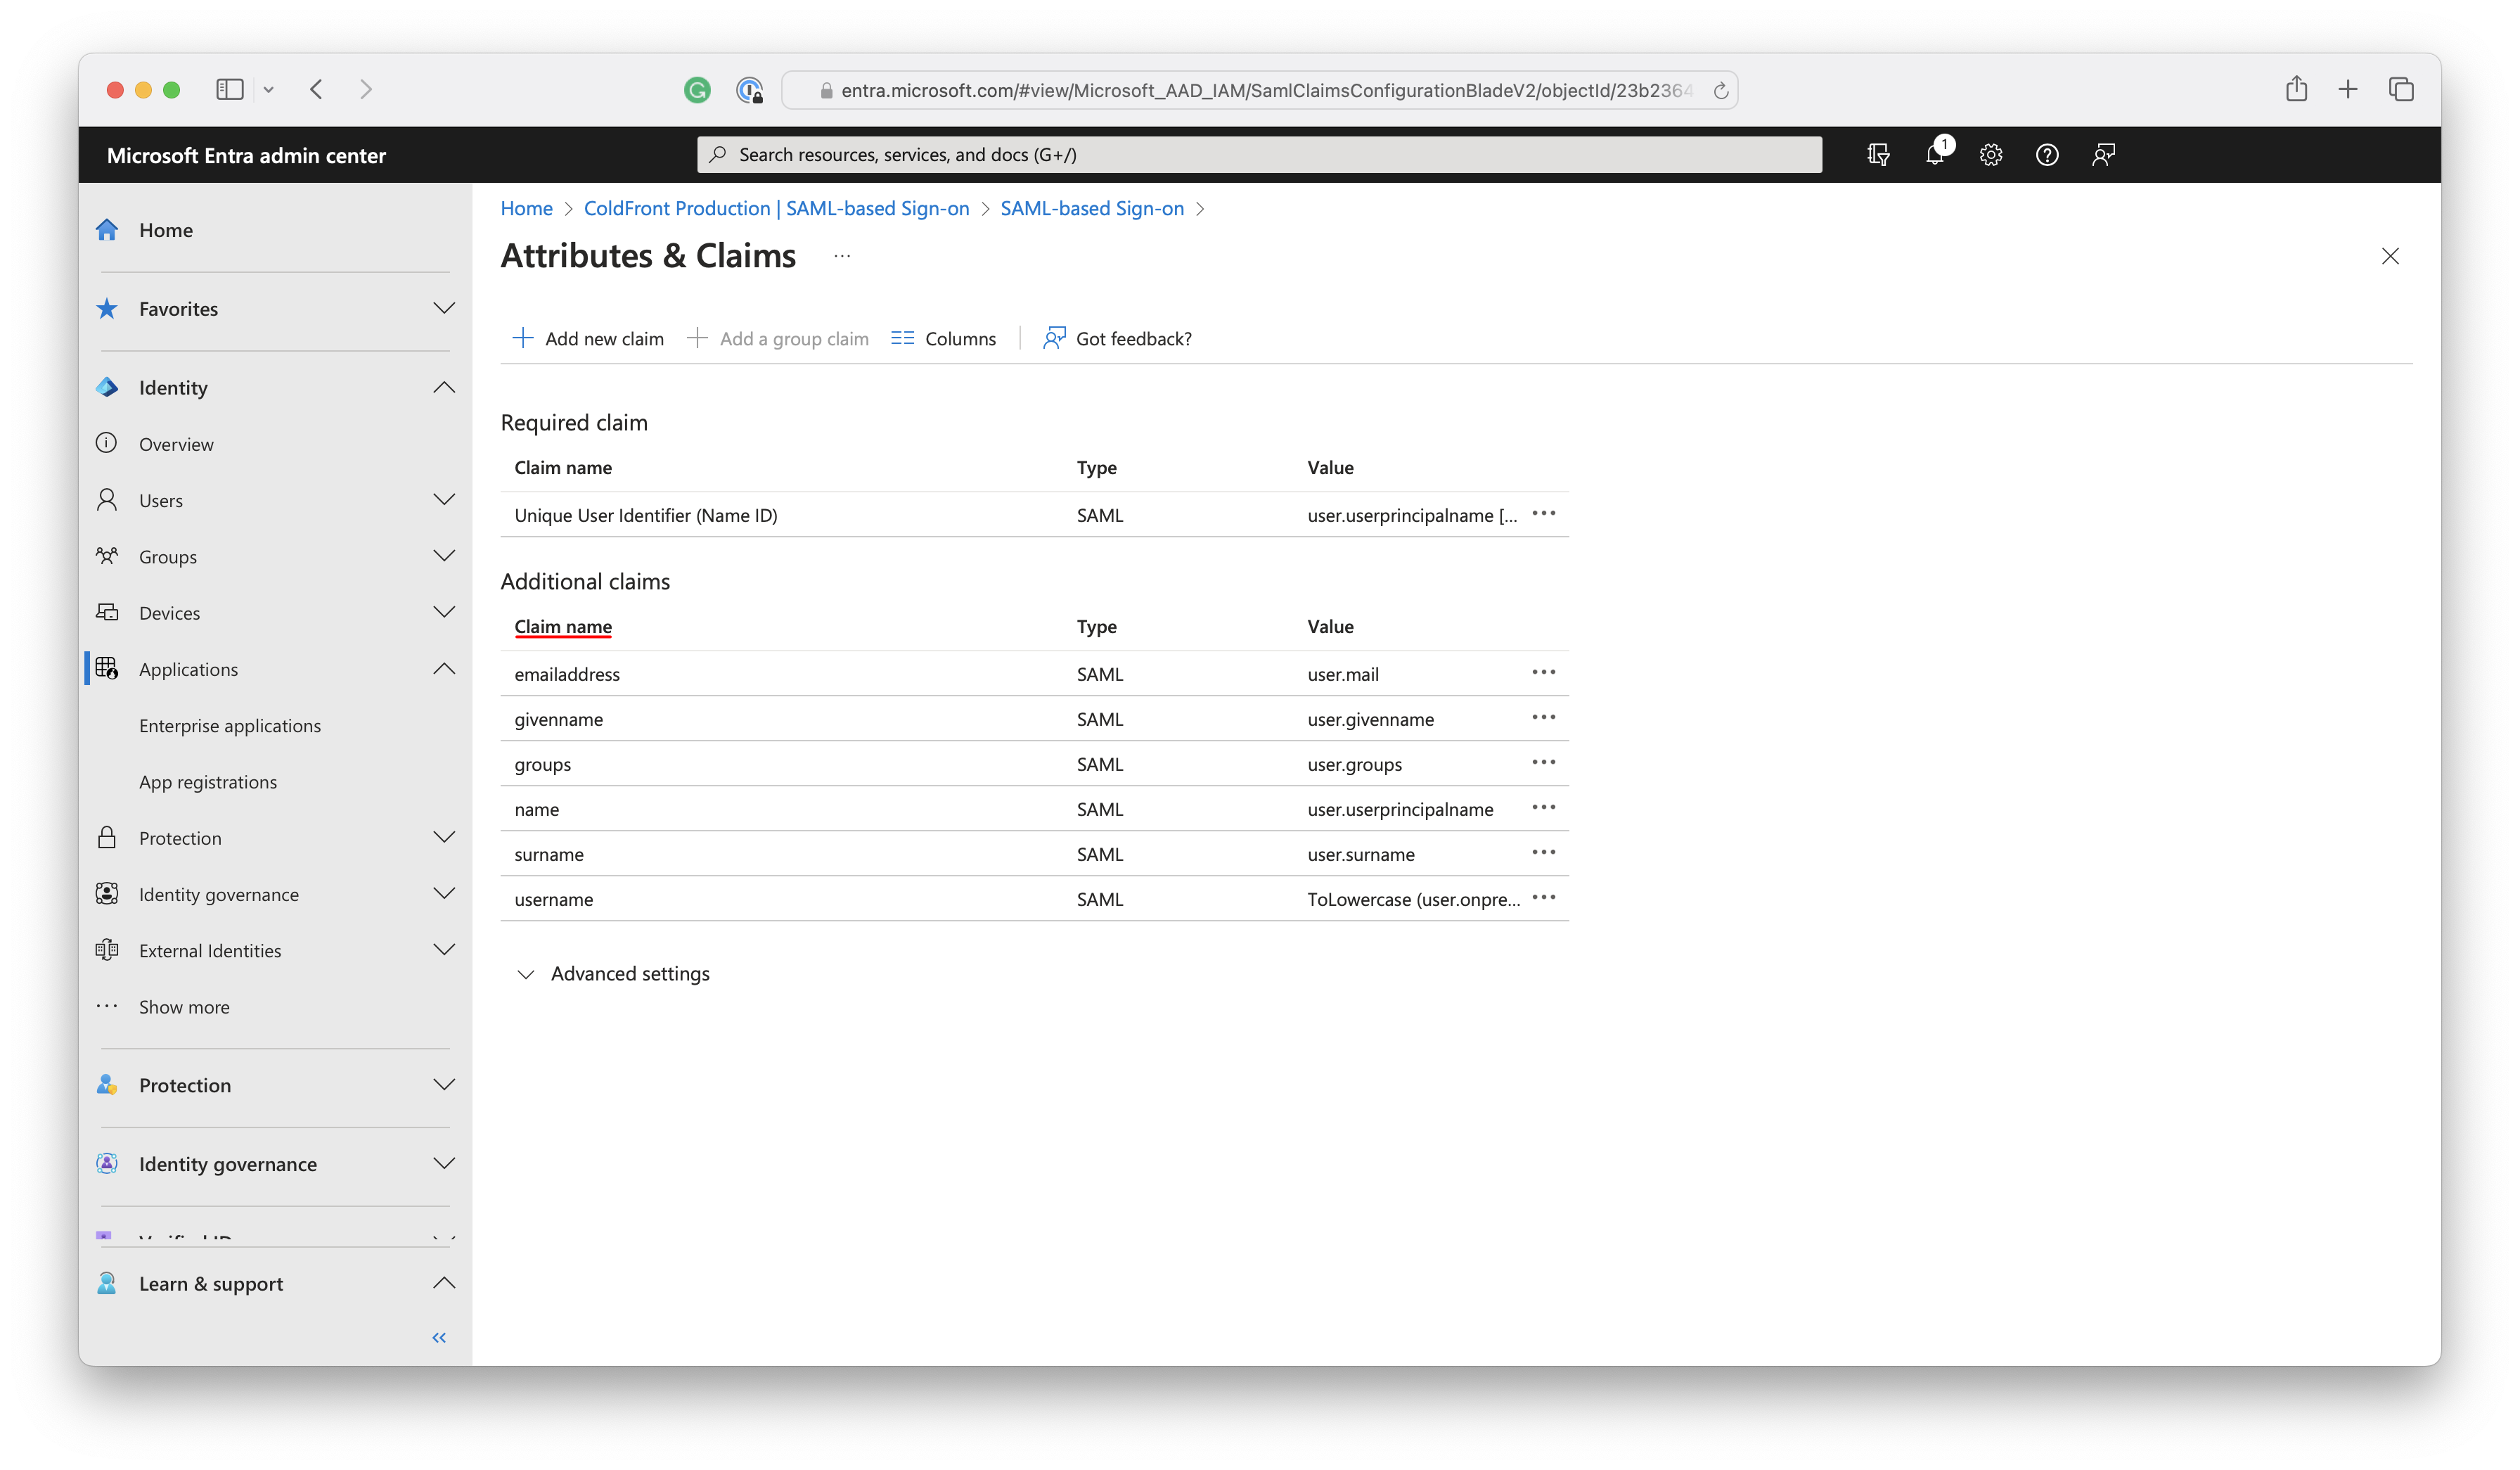 entra.microsoft.com/#view/Microsoft_AAD_IAM/SamlClaimsConfigurationBladeV2/objectId/23b2364
Microsoft Entra admin center
Search resources, services, and docs (G+/)
1
Home
Favorites
Identity
Overview
Users
Groups
Devices
Applications
Enterprise applications
App registrations
Protection
Identity governance
External Identities
Show more
Protection
Identity governance
Verified ID
Learn & support
Home > ColdFront Production | SAML-based Sign-on > SAML-based Sign-on >
Attributes & Claims ...
Add new claim Add a group claim Columns Got feedback?
Required claim
Claim name Type Value
Unique User Identifier (Name ID) SAML user.userprincipalname [...
Additional claims
Claim name Type Value
emailaddress SAML user.mail
givenname SAML user.givenname
groups SAML user.groups
name SAML user.userprincipalname
surname SAML user.surname
username SAML ToLowercase (user.onpre...
Advanced settings